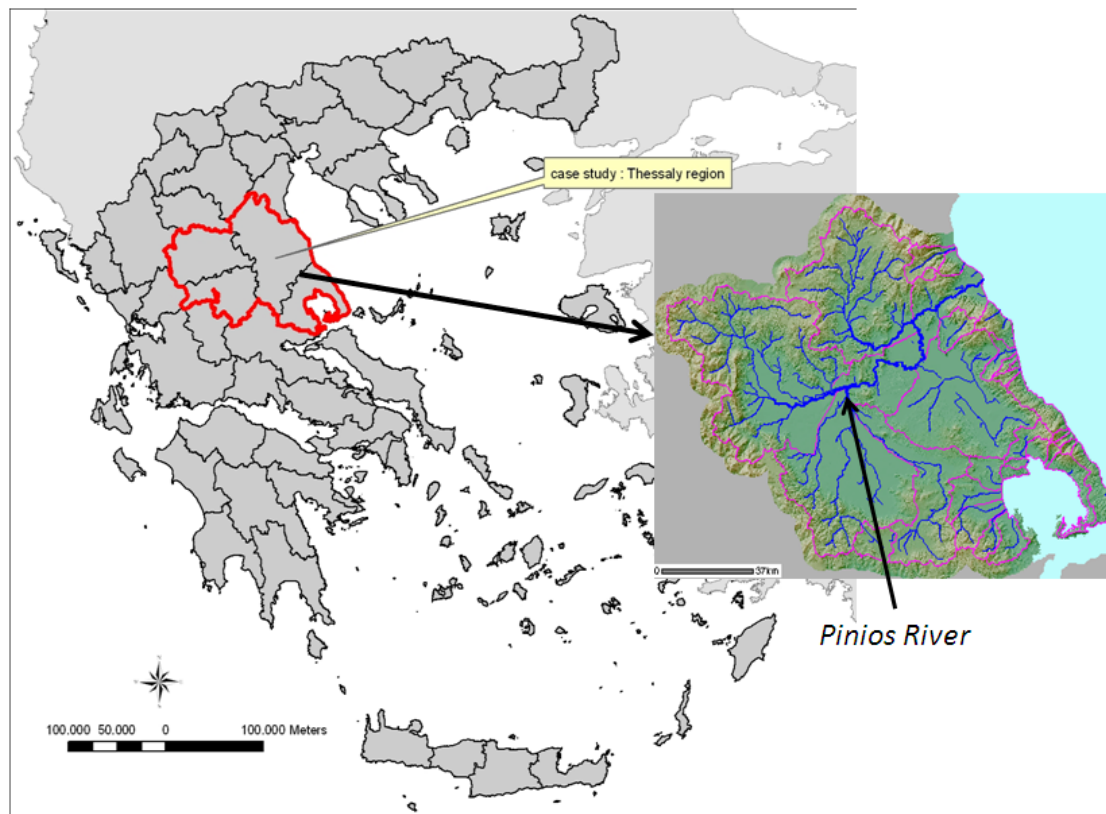 case study : Thessaly region
0 37km
Pinios River
100.000 50.000 0 100.000 Meters